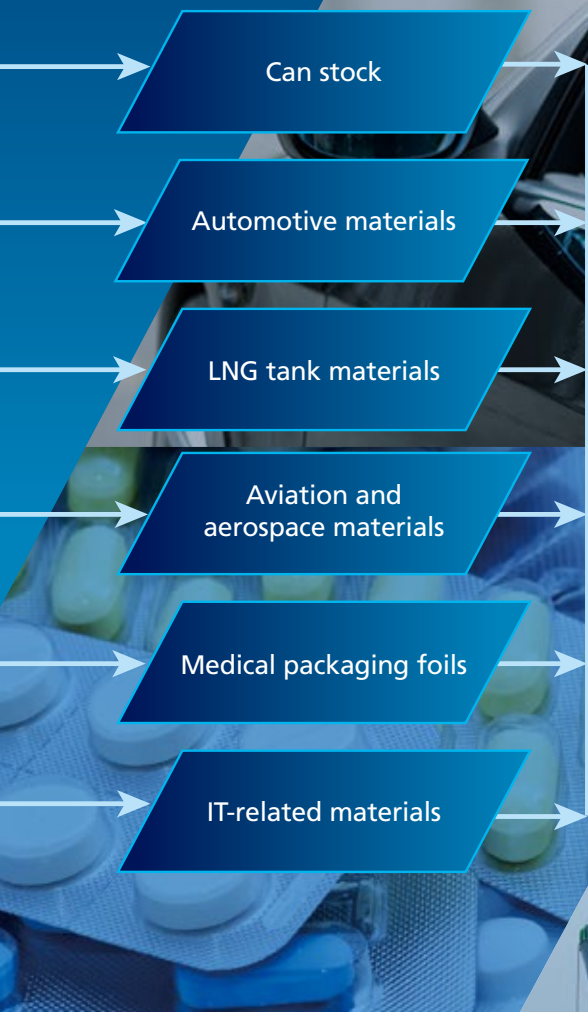 Can stock
Automotive materials
LNG tank materials
Aviation and
aerospace materials
Medical packaging foils
IT-related materials